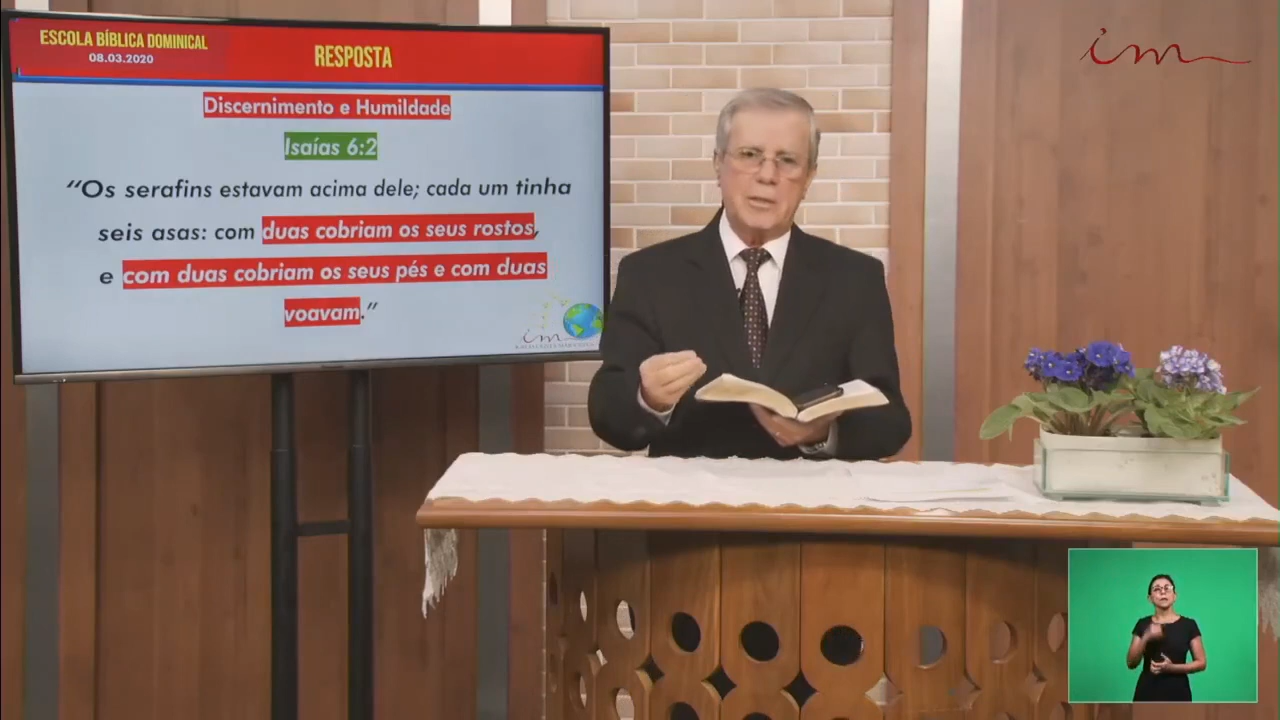 ESCOLA BÍBLICA DOMINICAL
08.03.2020
RESPOSTA
Discernimento e Humildade
Isaías 6:2
“Os serafins estavam acima dele; cada um tinha
seis asas: com duas cobriam os seus rostos,
e com duas cobriam os seus pés e com duas
voavam.”
im
im